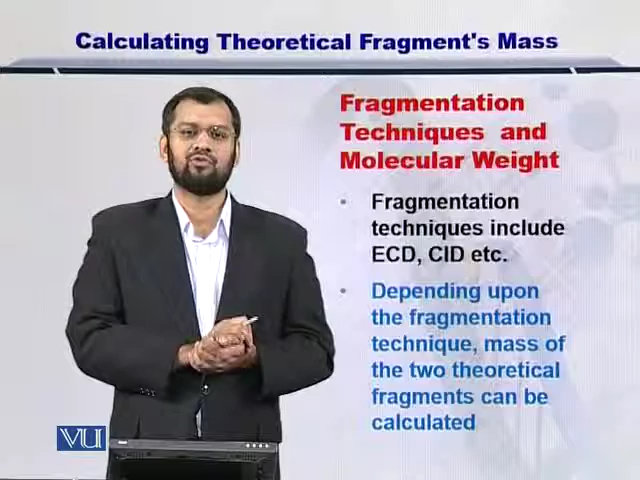 Calculating Theoretical Fragment's Mass
Fragmentation
Techniques and
Molecular Weight
• Fragmentation
techniques include
ECD, CID etc.
• Depending upon
the fragmentation
technique, mass of
the two theoretical
fragments can be
calculated
VU